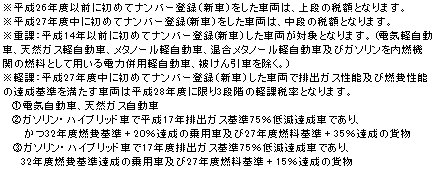 ※平成26年度以前に初めてナンバー登録(新車)をした車両は、上段の税額となります。
※平成27年度中に初めてナンバー登録(新車)をした車両は、中段の税額となります。
※重課:平成14年以前に初めてナンバー登録(新車)した車両が対象となります。(電気軽自動
車、天然ガス軽自動車、メタノール軽自動車、混合メタノール軽自動車及びガソリンを内燃機
関の燃料として用いる電力併用軽自動車、被けん引車を除く。)
※軽課:平成27年度中に初めてナンバー登録(新車)した車両で排出ガス性能及び燃費性能
の達成基準を満たす車両は平成28年度に限り3段階の軽課税率となります。
①電気自動車、天然ガス自動車
②ガソリン・ハイブリッド車で平成17年排出ガス基準75%低減達成車であり、
かつ32年度燃費基準+20%達成の乗用車及び27年度燃料基準+35%達成の貨物
③ガソリン・ハイブリッド車で17年度排出ガス基準75%低減達成車であり、
32年度燃費基準達成の乗用車及び27年度燃料基準+15%達成の貨物